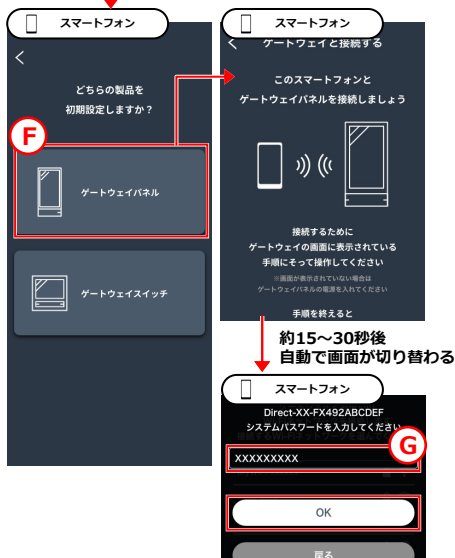 スマートフォン
どちらの製品を
初期設定しますか？
F
ゲートウェイパネル
ゲートウェイスイッチ
スマートフォン
ゲートウェイと接続する
このスマートフォンと
ゲートウェイパネルを接続しましょう
接続するために
ゲートウェイの画面に表示されている
手順にそって操作してください
※画面が表示されていない場合は
ゲートウェイパネルの電源を入れてください
手順を終えると
約15〜30秒後
自動で画面が切り替わる
スマートフォン
Direct-XX-FX492ABCDEF
システムパスワードを入力してください
G
XXXXXXXXX
OK
戻る